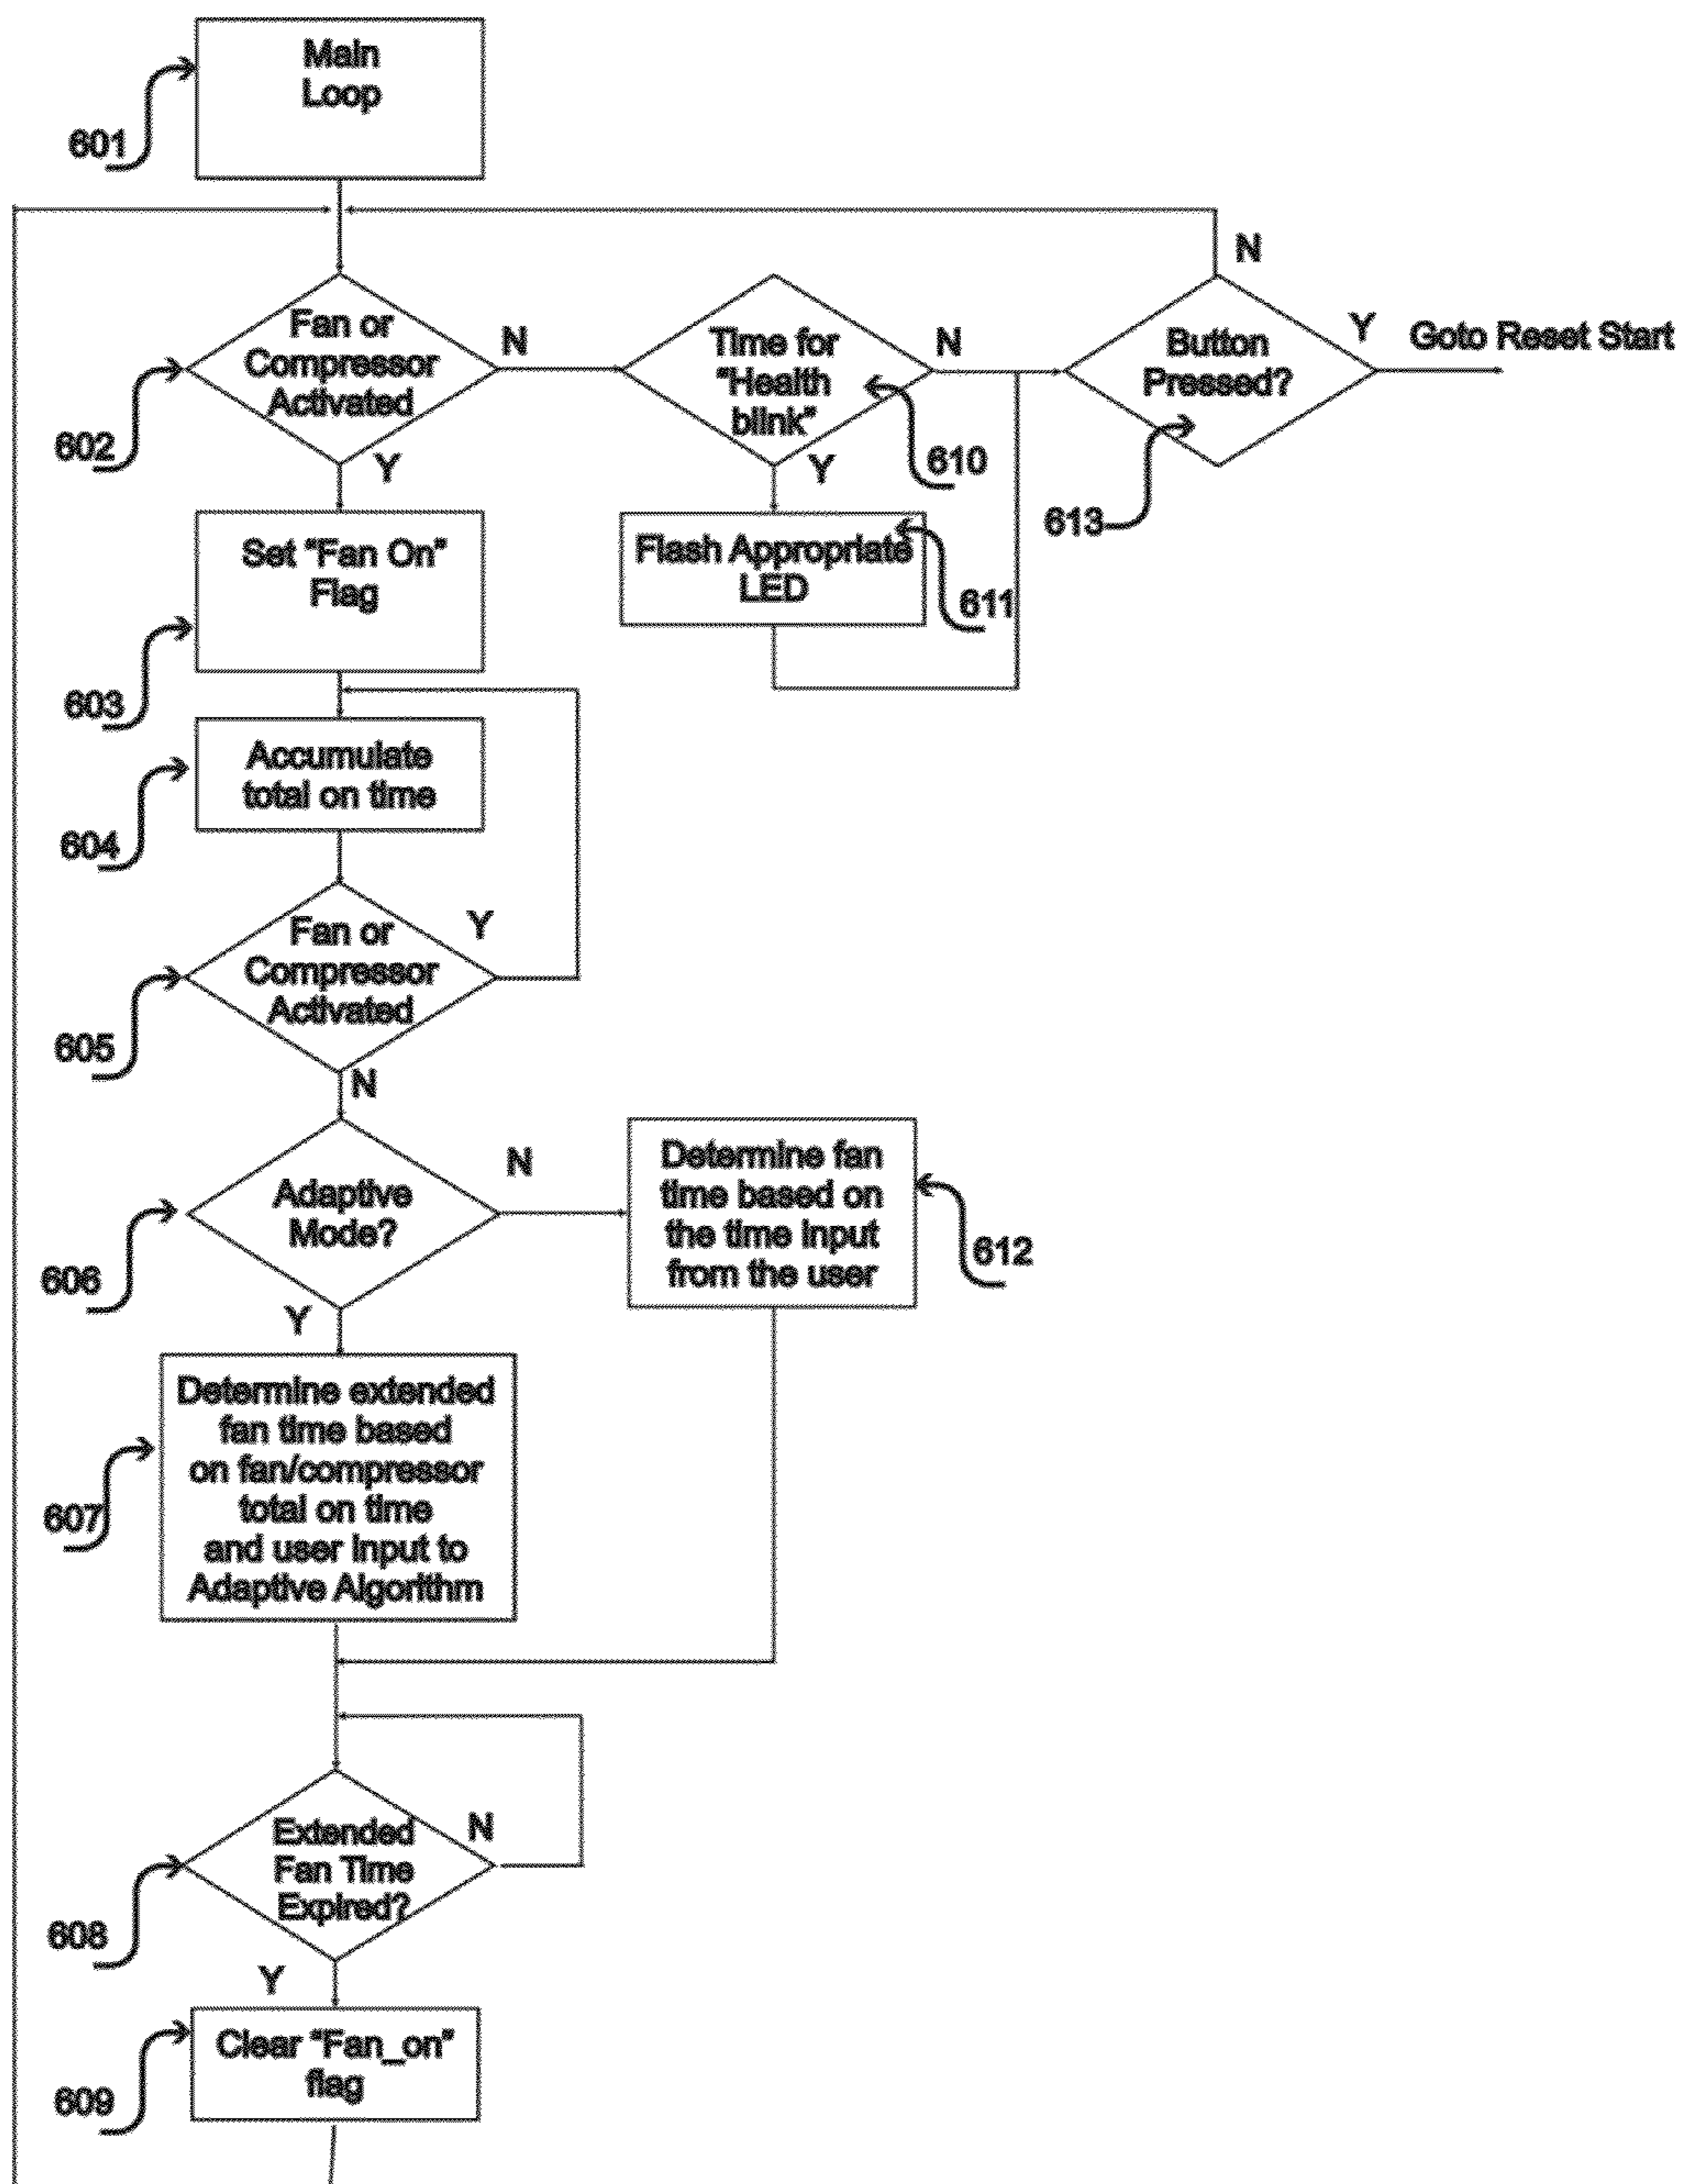 Main
Loop
601
N
Fan or
Compressor
Activated
602
N
Y
Time for
"Health
blink"
610
N
Y
Button
Pressed?
613
Y
Goto Reset Start
Set "Fan On"
Flag
603
Flash Appropriate
LED
611
Accumulate
total on time
604
Fan or
Compressor
Activated
605
Y
N
Adaptive
Mode?
606
N
Y
Determine fan
time based on
the time input
from the user
612
Determine extended
fan time based
on fan/compressor
total on time
and user input to
Adaptive Algorithm
607
Extended
Fan Time
Expired?
608
N
Y
Clear "Fan_on"
flag
609